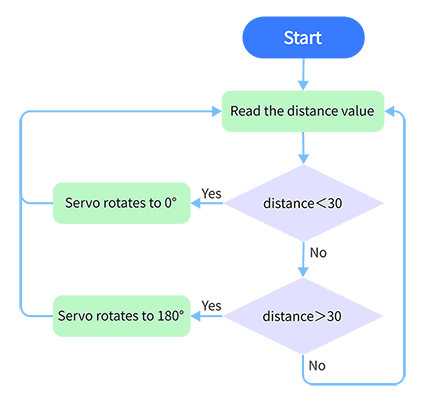 Start
Read the distance value
distance＜30
Yes
Servo rotates to 0°
No
distance＞30
Yes
Servo rotates to 180°
No